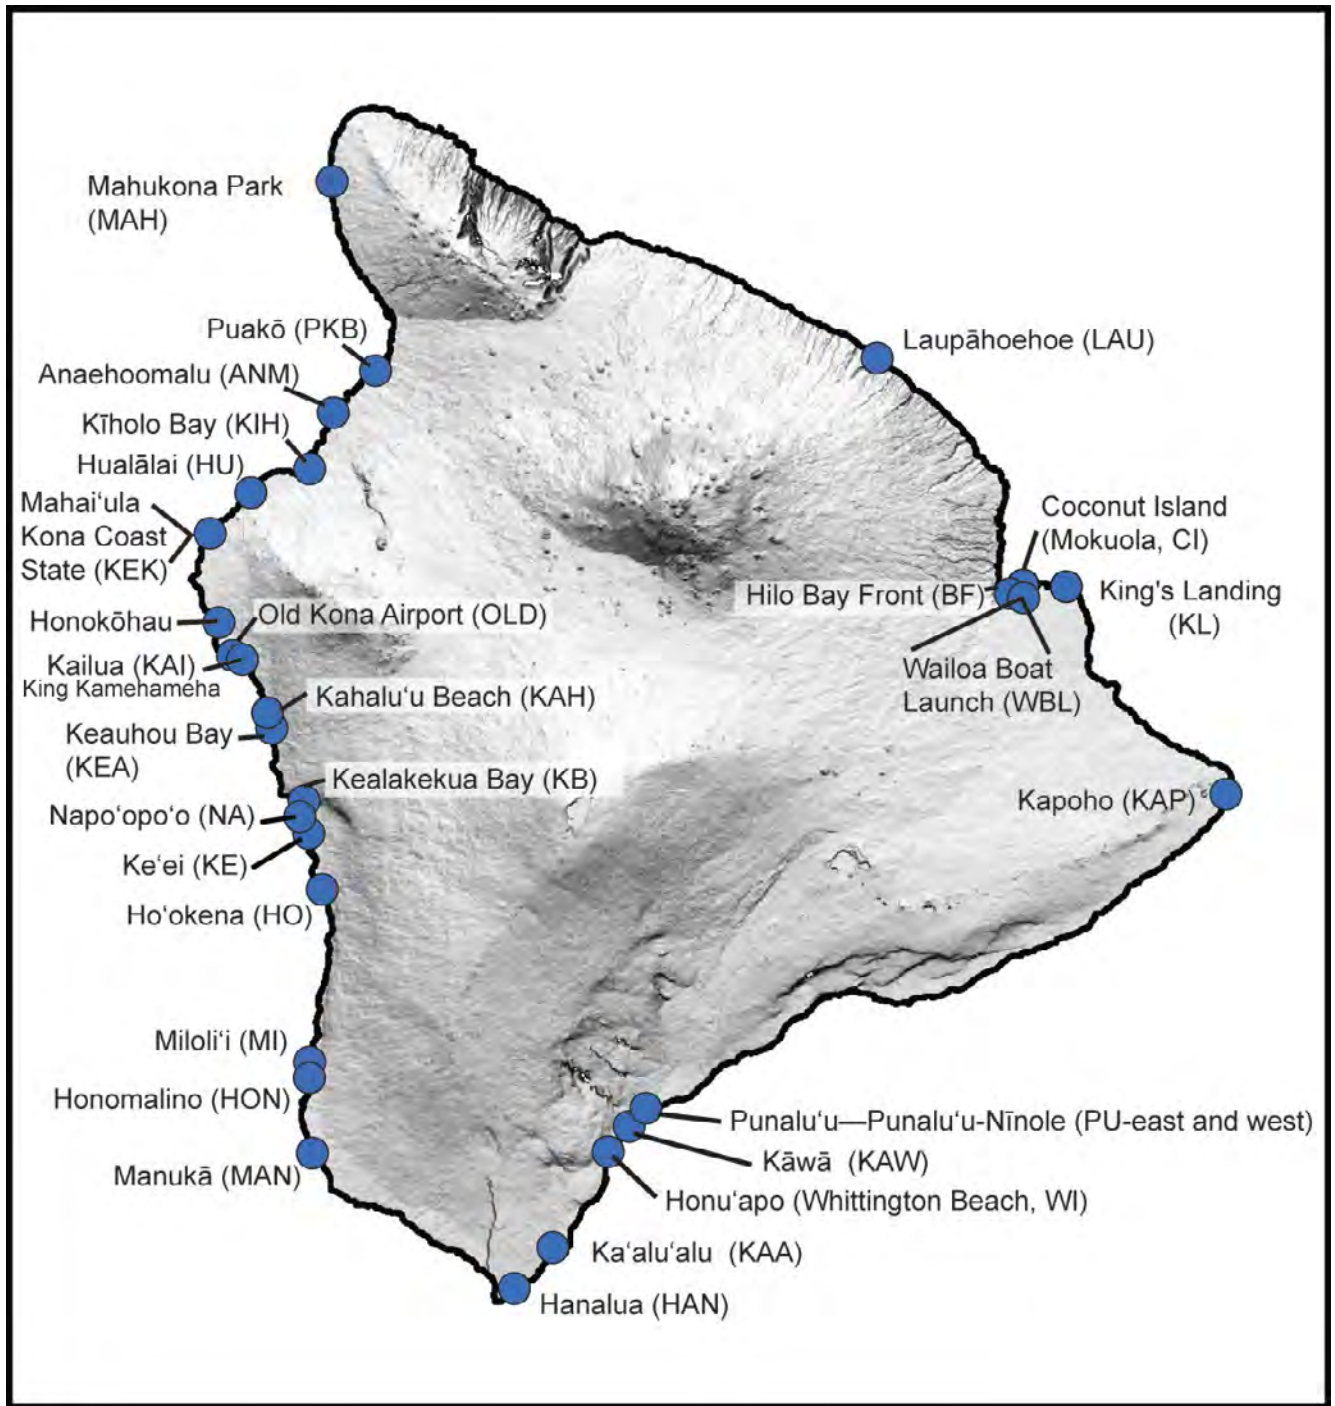 Mahukona Park
(MAH)
Puakō (PKB)
Anaehoomalu (ANM)
Kīholo Bay (KIH)
Hualālai (HU)
Mahaiʻula
Kona Coast
State (KEK)
Honokōhau
Old Kona Airport (OLD)
Kailua (KAI)
King Kamehameha
Kahaluʻu Beach (KAH)
Keauhou Bay
(KEA)
Kealakekua Bay (KB)
Napoʻopoʻo (NA)
Keʻei (KE)
Hoʻokena (HO)
Miloliʻi (MI)
Honomalino (HON)
Manukā (MAN)
Laupāhoehoe (LAU)
Coconut Island
(Mokuola, CI)
Hilo Bay Front (BF)
King's Landing
(KL)
Wailoa Boat
Launch (WBL)
Kapoho (KAP)
Punaluʻu—Punaluʻu-Nīnole (PU-east and west)
Kāwā (KAW)
Honuʻapo (Whittington Beach, WI)
Kaʻaluʻalu (KAA)
Hanalua (HAN)